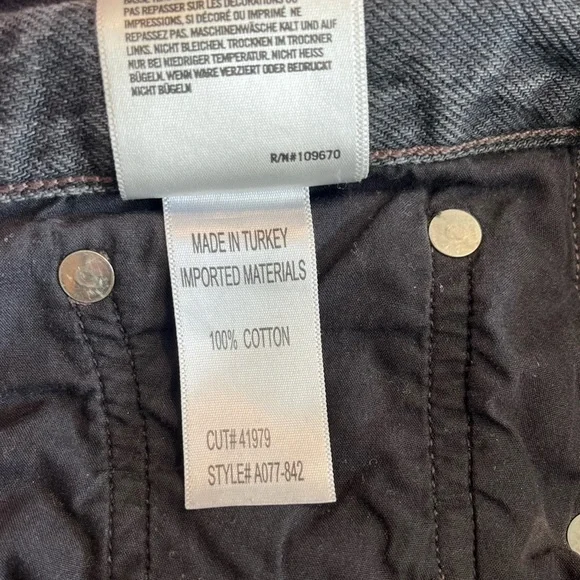 PAS REPASSER SUR LES DÉCORATIONS OU
IMPRESSIONS, SI DÉCORÉ OU IMPRIMÉ. NE
REPASSEZ PAS. MASCHINENWÄSCHE KALT AUF
LINKS. NICHT BLEICHEN. TROCKNEN IM TROCKNER
NUR BEI NIEDRIGER TEMPERATUR. NICHT HEISS
BÜGELN. WENN WARE VERZIERT ODER BEDRUCKT
NICHT BÜGELN.
R/N#109670
MADE IN TURKEY
IMPORTED MATERIALS
100% COTTON
CUT# 41979
STYLE# A077-842